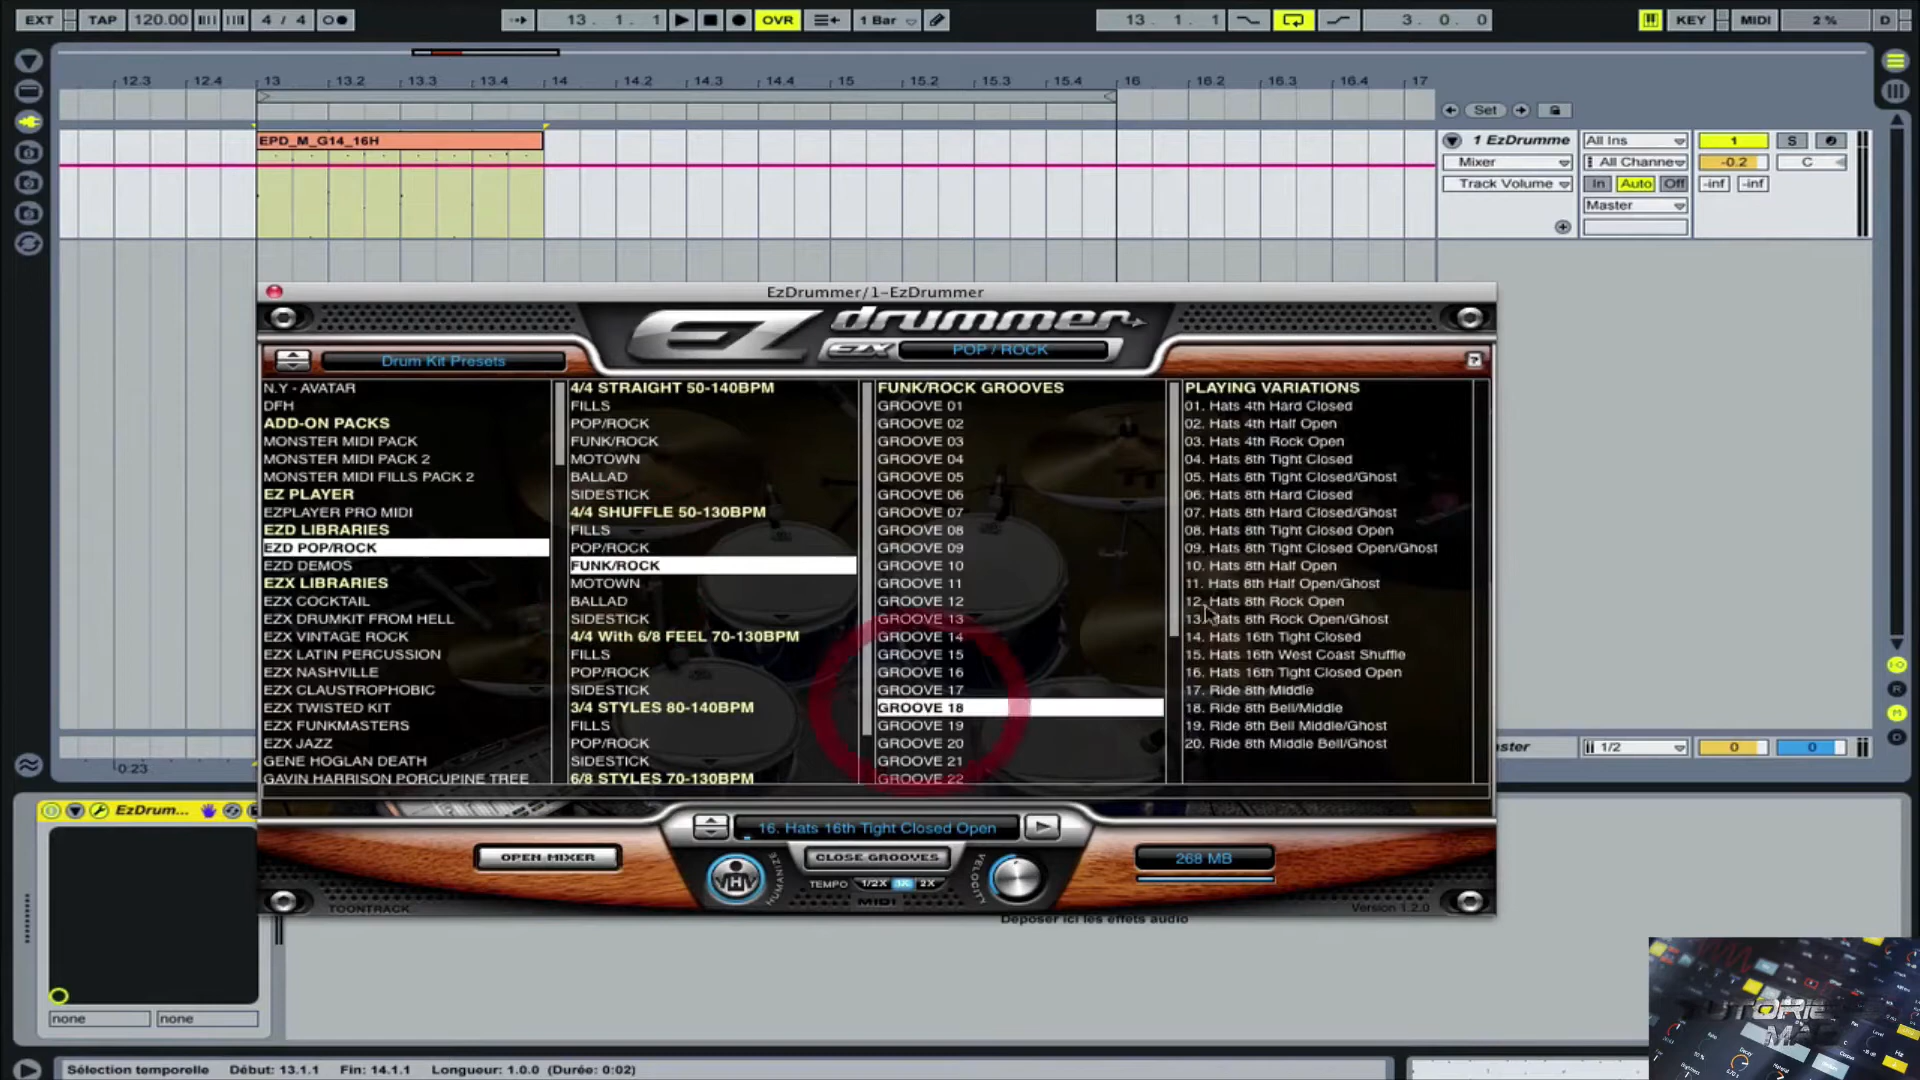 EXT TAP 120.00 4 / 4 13. 1. 1 OVR 1 Bar 13. 1. 1 3. 0. 0 KEY MIDI 2 % D
12.3 12.4 13 13.2 13.3 13.4 14 14.2 14.3 14.4 15 15.2 15.3 15.4 16 16.2 16.3 16.4 17
Set
EPD_M_G14_16H
1 EzDrumme All Ins 1 S
Mixer All Channe -0.2 C
Track Volume In Auto Off -inf -inf
Master
EzDrummer/1-EzDrummer
EZ drummer
EZX POP / ROCK
Drum Kit Presets ?
N.Y - AVATAR
DFH
ADD-ON PACKS
MONSTER MIDI PACK
MONSTER MIDI PACK 2
MONSTER MIDI FILLS PACK 2
EZ PLAYER
EZPLAYER PRO MIDI
EZD LIBRARIES
EZD POP/ROCK
EZD DEMOS
EZX LIBRARIES
EZX COCKTAIL
EZX DRUMKIT FROM HELL
EZX VINTAGE ROCK
EZX LATIN PERCUSSION
EZX NASHVILLE
EZX CLAUSTROPHOBIC
EZX TWISTED KIT
EZX FUNKMASTERS
EZX JAZZ
GENE HOGLAN DEATH
GAVIN HARRISON PORCUPINE TREE
4/4 STRAIGHT 50-140BPM
FILLS
POP/ROCK
FUNK/ROCK
MOTOWN
BALLAD
SIDESTICK
4/4 SHUFFLE 50-130BPM
FILLS
POP/ROCK
FUNK/ROCK
MOTOWN
BALLAD
SIDESTICK
4/4 With 6/8 FEEL 70-130BPM
FILLS
POP/ROCK
SIDESTICK
3/4 STYLES 80-140BPM
FILLS
POP/ROCK
SIDESTICK
6/8 STYLES 70-130BPM
FUNK/ROCK GROOVES
GROOVE 01
GROOVE 02
GROOVE 03
GROOVE 04
GROOVE 05
GROOVE 06
GROOVE 07
GROOVE 08
GROOVE 09
GROOVE 10
GROOVE 11
GROOVE 12
GROOVE 13
GROOVE 14
GROOVE 15
GROOVE 16
GROOVE 17
GROOVE 18
GROOVE 19
GROOVE 20
GROOVE 21
GROOVE 22
PLAYING VARIATIONS
01. Hats 4th Hard Closed
02. Hats 4th Half Open
03. Hats 4th Rock Open
04. Hats 8th Tight Closed
05. Hats 8th Tight Closed/Ghost
06. Hats 8th Hard Closed
07. Hats 8th Hard Closed/Ghost
08. Hats 8th Tight Closed Open
09. Hats 8th Tight Closed Open/Ghost
10. Hats 8th Half Open
11. Hats 8th Half Open/Ghost
12. Hats 8th Rock Open
13. Hats 8th Rock Open/Ghost
14. Hats 16th Tight Closed
15. Hats 16th West Coast Shuffle
16. Hats 16th Tight Closed Open
17. Ride 8th Middle
18. Ride 8th Bell/Middle
19. Ride 8th Bell Middle/Ghost
20. Ride 8th Middle Bell/Ghost
0:23 ster 1/2 0 0
16. Hats 16th Tight Closed Open
OPEN MIXER CLOSE GROOVES 268 MB
HUMANIZE VELOCITY
TEMPO 1/2X 1X 2X
MIDI
TOONTRACK Version 1.2.0
EzDrum...
none none
Déposer ici les effets audio
Sélection temporelle Début: 13.1.1 Fin: 14.1.1 Longueur: 1.0.0 (Durée: 0:02)
MAC